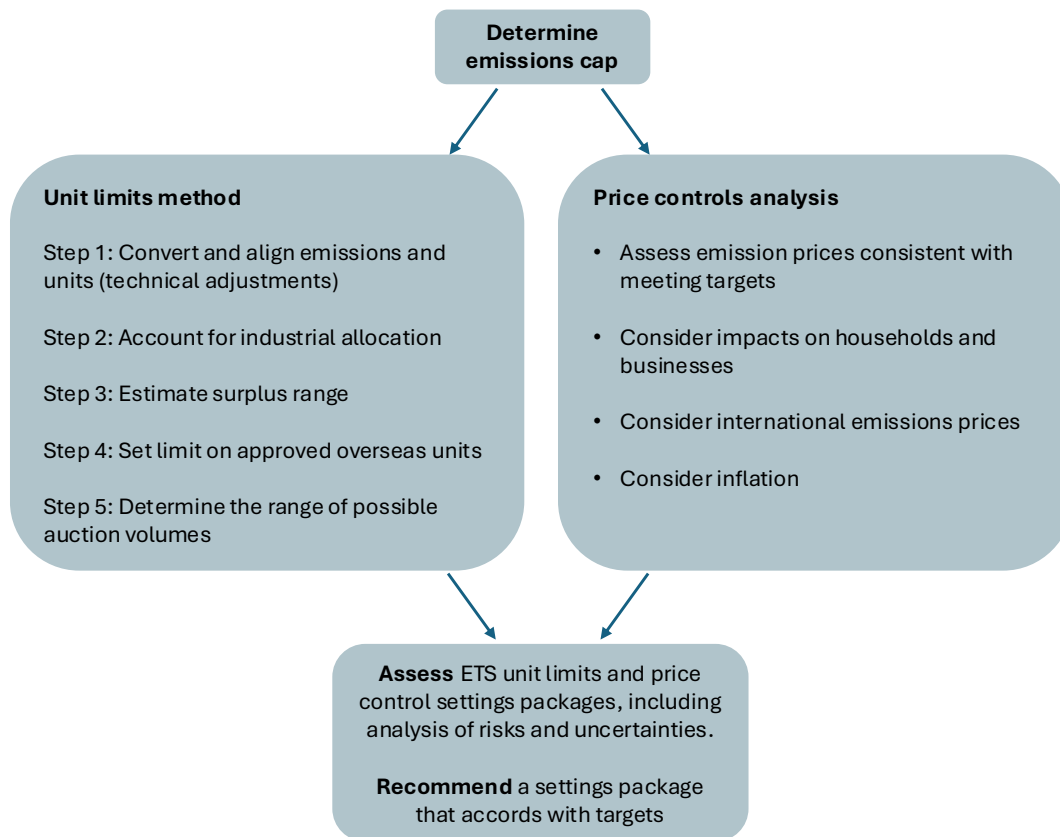 Determine
emissions cap
Unit limits method
Step 1: Convert and align emissions and
units (technical adjustments)
Step 2: Account for industrial allocation
Step 3: Estimate surplus range
Step 4: Set limit on approved overseas units
Step 5: Determine the range of possible
auction volumes
Price controls analysis
• Assess emission prices consistent with
meeting targets
• Consider impacts on households and
businesses
• Consider international emissions prices
• Consider inflation
Assess ETS unit limits and price
control settings packages, including
analysis of risks and uncertainties.
Recommend a settings package
that accords with targets